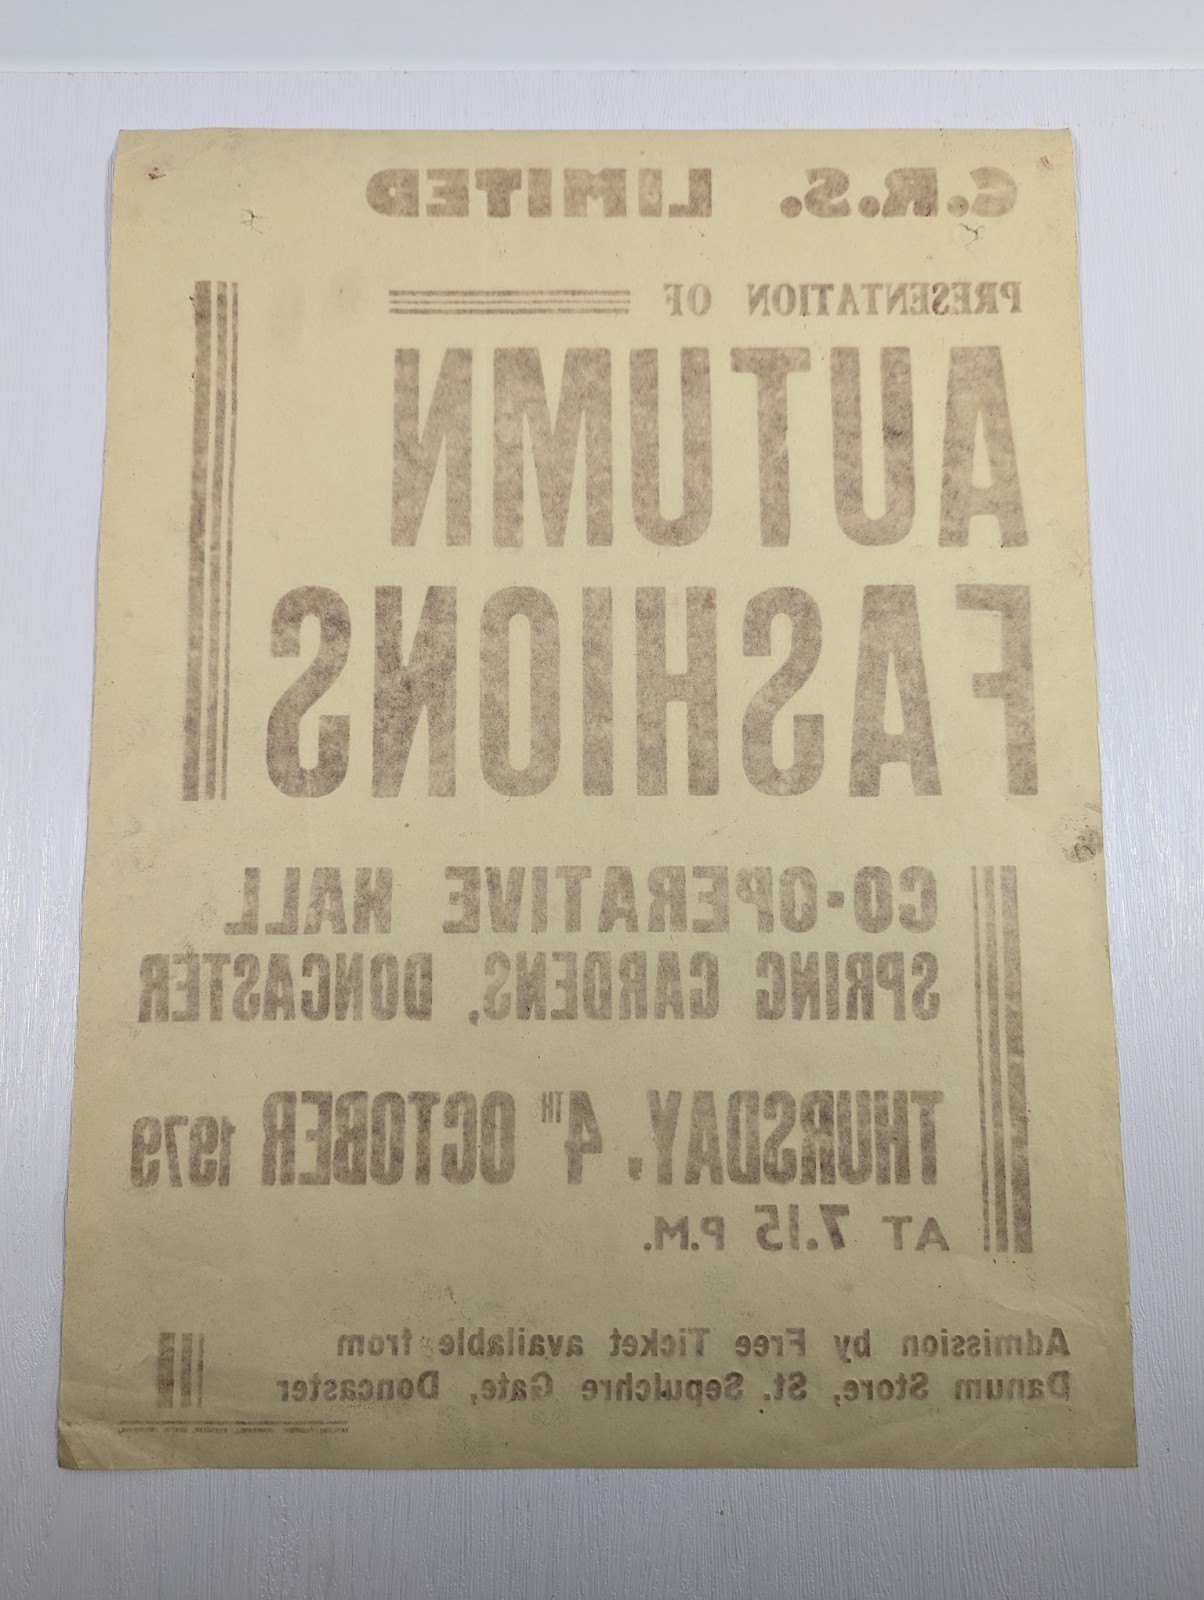 C.R.S. LIMITED
PRESENTATION OF
AUTUMN
FASHIONS
CO-OPERATIVE HALL
SPRING GARDENS, DONCASTER
THURSDAY, 4TH OCTOBER 1979
AT 7.15 P.M.
Admission by Free Ticket available from
Danum Store, St. Sepulchre Gate, Doncaster